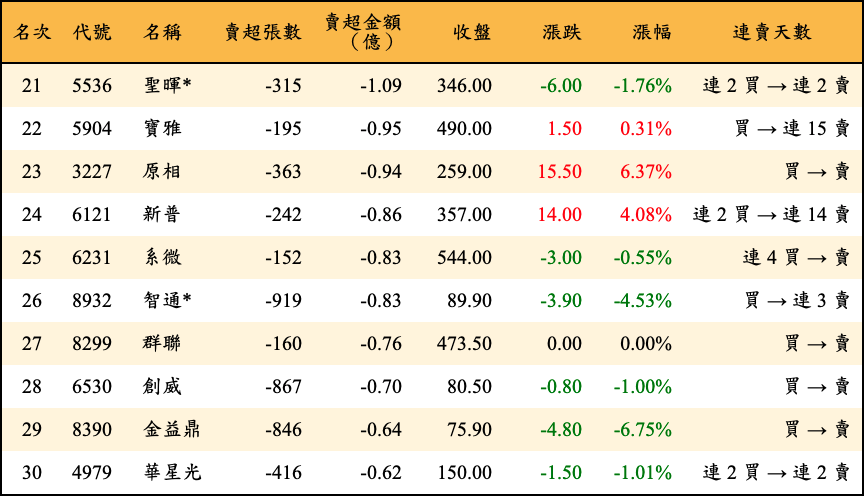 名次 代號 名稱 賣超張數 賣超金額（億） 收盤 漲跌 漲幅 連賣天數
21 5536 聖暉* -315 -1.09 346.00 -6.00 -1.76% 連 2 買 → 連 2 賣
22 5904 寶雅 -195 -0.95 490.00 1.50 0.31% 買 → 連 15 賣
23 3227 原相 -363 -0.94 259.00 15.50 6.37% 買 → 賣
24 6121 新普 -242 -0.86 357.00 14.00 4.08% 連 2 買 → 連 14 賣
25 6231 系微 -152 -0.83 544.00 -3.00 -0.55% 連 4 買 → 賣
26 8932 智通* -919 -0.83 89.90 -3.90 -4.53% 買 → 連 3 賣
27 8299 群聯 -160 -0.76 473.50 0.00 0.00% 買 → 賣
28 6530 創威 -867 -0.70 80.50 -0.80 -1.00% 買 → 賣
29 8390 金益鼎 -846 -0.64 75.90 -4.80 -6.75% 買 → 賣
30 4979 華星光 -416 -0.62 150.00 -1.50 -1.01% 連 2 買 → 連 2 賣